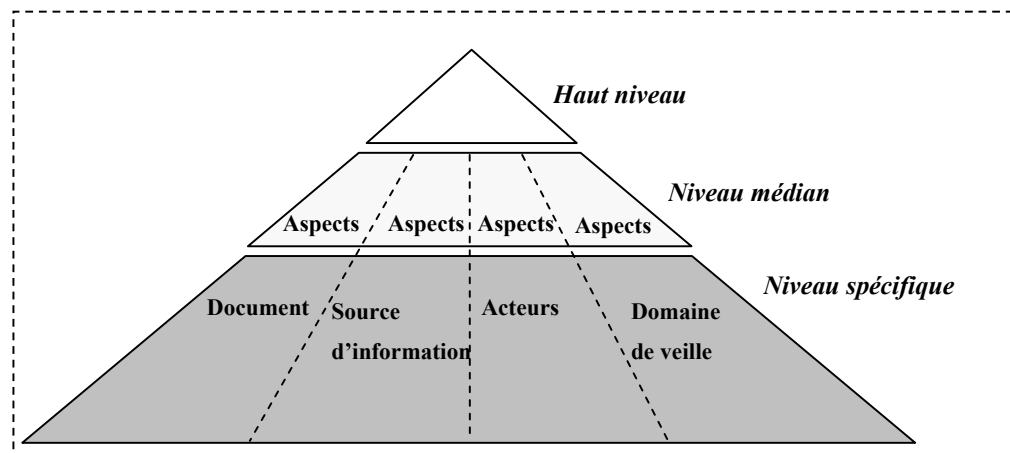 Haut niveau
Niveau médian
Aspects Aspects Aspects Aspects
Niveau spécifique
Document Source Acteurs Domaine
d’information de veille